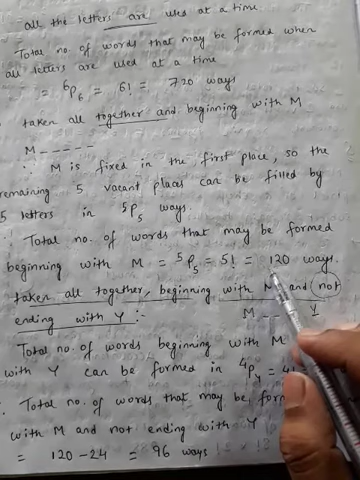 all the letters are used at a time
Total no. of words that may be formed when
all letters are used at a time
= ⁶P₆ = 6! = 720 ways
taken all together and beginning with M
M - - - - -
∵ M is fixed in the first place, so the
remaining 5 vacant places can be filled by
5 letters in ⁵P₅ ways.
Total no. of words that may be formed
beginning with M = ⁵P₅ = 5! = 120 ways.
taken all together, beginning with M and not
ending with Y :-
M - - Y
Total no. of words beginning with M
with Y can be formed in ⁴P₄ = 4!
∴ Total no. of words that may be
with M and not ending with Y
= 120 - 24 = 96 ways